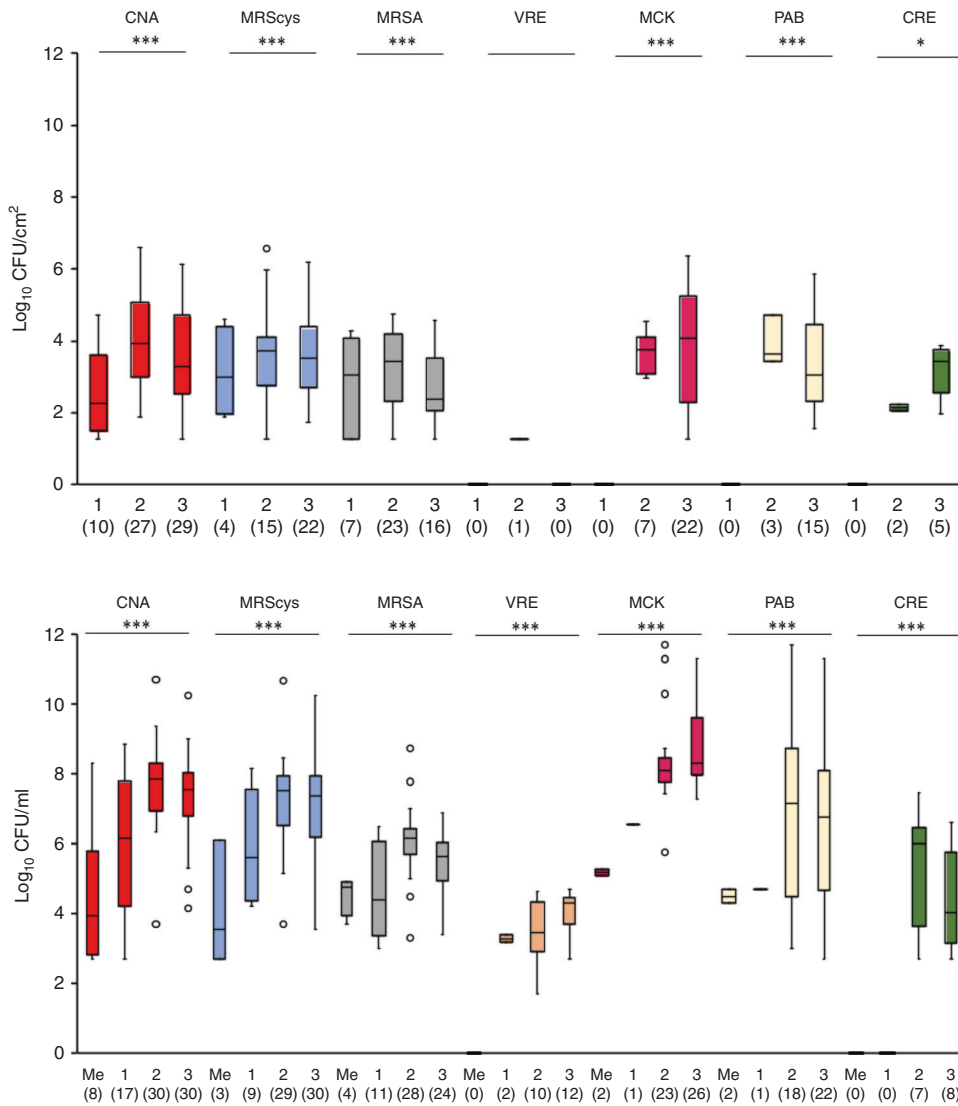 CNA MRScys MRSA VRE MCK PAB CRE
*** *** *** *** *** *
12
10
8
6
4
2
0
Log10 CFU/cm2
1 2 3 1 2 3 1 2 3 1 2 3 1 2 3 1 2 3 1 2 3
(10) (27) (29) (4) (15) (22) (7) (23) (16) (0) (1) (0) (0) (7) (22) (0) (3) (15) (0) (2) (5)
CNA MRScys MRSA VRE MCK PAB CRE
*** *** *** *** *** *** ***
12
10
8
6
4
2
0
Log10 CFU/ml
Me 1 2 3 Me 1 2 3 Me 1 2 3 Me 1 2 3 Me 1 2 3 Me 1 2 3 Me 1 2 3
(8) (17) (30) (30) (3) (9) (29) (30) (4) (11) (28) (24) (0) (2) (10) (12) (2) (1) (23) (26) (2) (1) (18) (22) (0) (0) (7) (8)